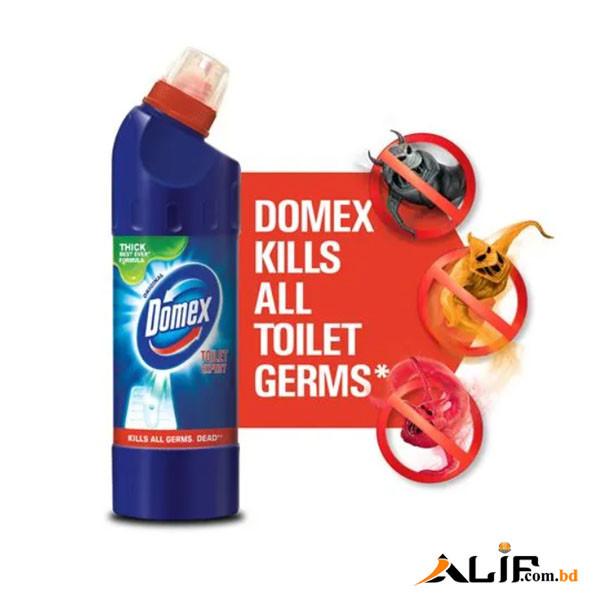 THICK
BEST EVER*
FORMULA
ORIGINAL
Domex
TOILET
EXPERT
KILLS ALL GERMS. DEAD**
DOMEX
KILLS
ALL
TOILET
GERMS*
ALIF.com.bd